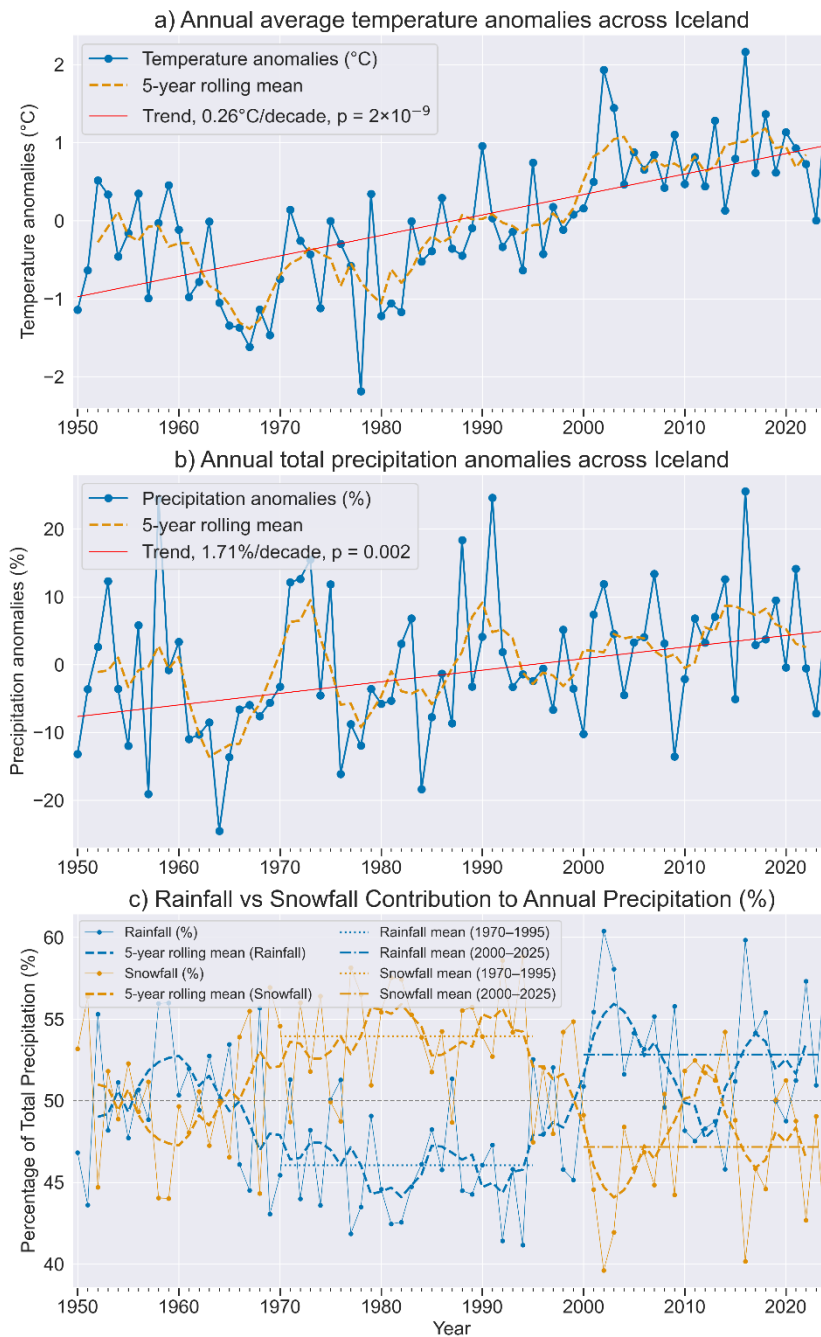 a) Annual average temperature anomalies across Iceland
Temperature anomalies (°C)
5-year rolling mean
Trend, 0.26°C/decade, p = 2×10⁻⁹
Temperature anomalies (°C)
2
1
0
−1
−2
1950 1960 1970 1980 1990 2000 2010 2020
b) Annual total precipitation anomalies across Iceland
Precipitation anomalies (%)
5-year rolling mean
Trend, 1.71%/decade, p = 0.002
Precipitation anomalies (%)
20
10
0
−10
−20
1950 1960 1970 1980 1990 2000 2010 2020
c) Rainfall vs Snowfall Contribution to Annual Precipitation (%)
Rainfall (%)
5-year rolling mean (Rainfall)
Snowfall (%)
5-year rolling mean (Snowfall)
Rainfall mean (1970–1995)
Rainfall mean (2000–2025)
Snowfall mean (1970–1995)
Snowfall mean (2000–2025)
Percentage of Total Precipitation (%)
60
55
50
45
40
1950 1960 1970 1980 1990 2000 2010 2020
Year